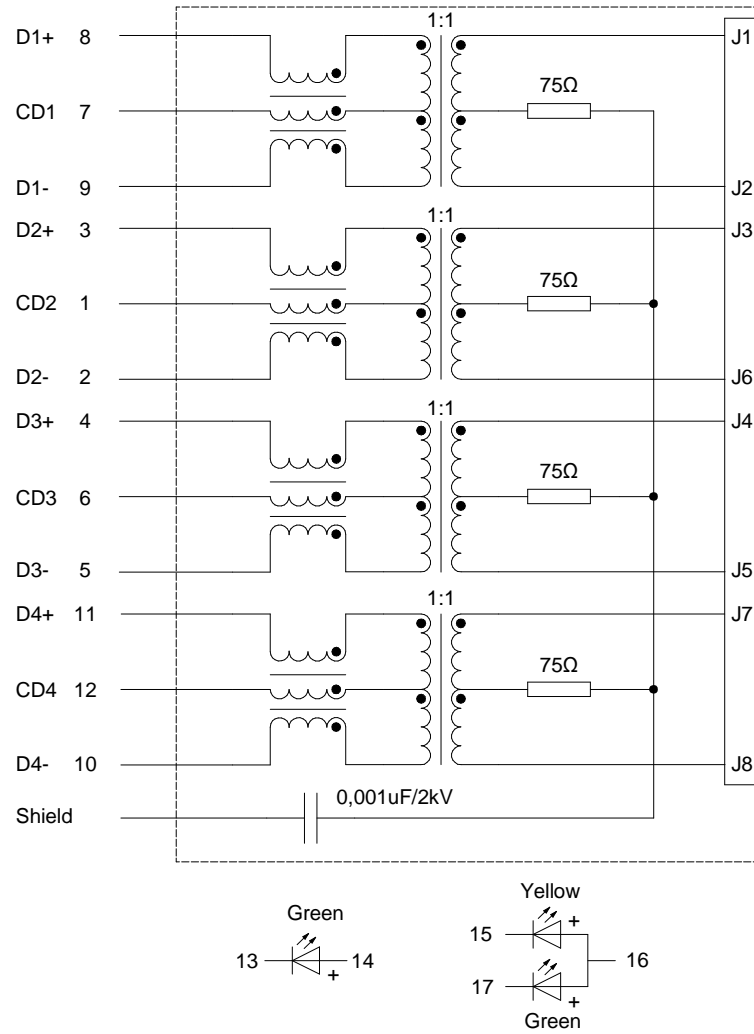 1:1
D1+ 8 J1
75Ω
CD1 7
D1- 9 J2
1:1
D2+ 3 J3
75Ω
CD2 1
D2- 2 J6
1:1
D3+ 4 J4
75Ω
CD3 6
D3- 5 J5
1:1
D4+ 11 J7
75Ω
CD4 12
D4- 10 J8
0,001uF/2kV
Shield
Yellow
Green
15 +
13 + 14
16
17 +
Green